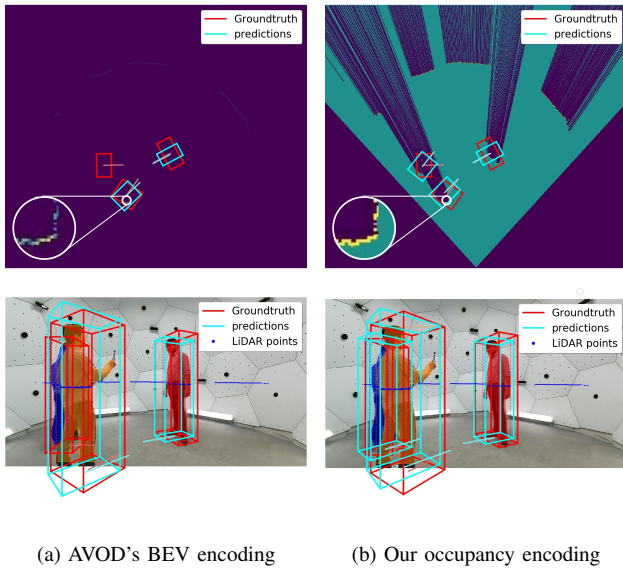 Groundtruth
predictions
Groundtruth
predictions
Groundtruth
predictions
LiDAR points
Groundtruth
predictions
LiDAR points
(a) AVOD's BEV encoding
(b) Our occupancy encoding